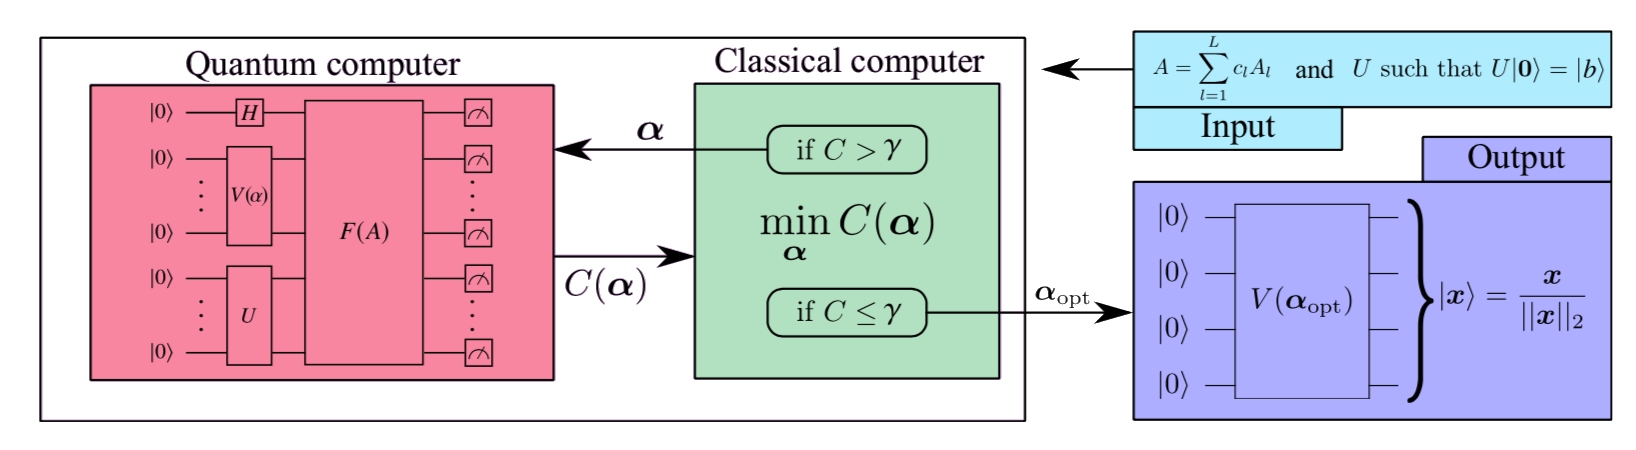 Quantum computer
|0⟩ H
|0⟩
⋮ V(α) ⋮
|0⟩
F(A)
|0⟩
⋮ U ⋮
|0⟩
α
C(α)
Classical computer
if C > γ
min C(α)
α
if C ≤ γ
α_opt
A = ∑_{l=1}^{L} c_l A_l and U such that U|0⟩ = |b⟩
Input
Output
|0⟩
|0⟩
|0⟩
|0⟩
V(α_opt)
|x⟩ = x / ||x||₂